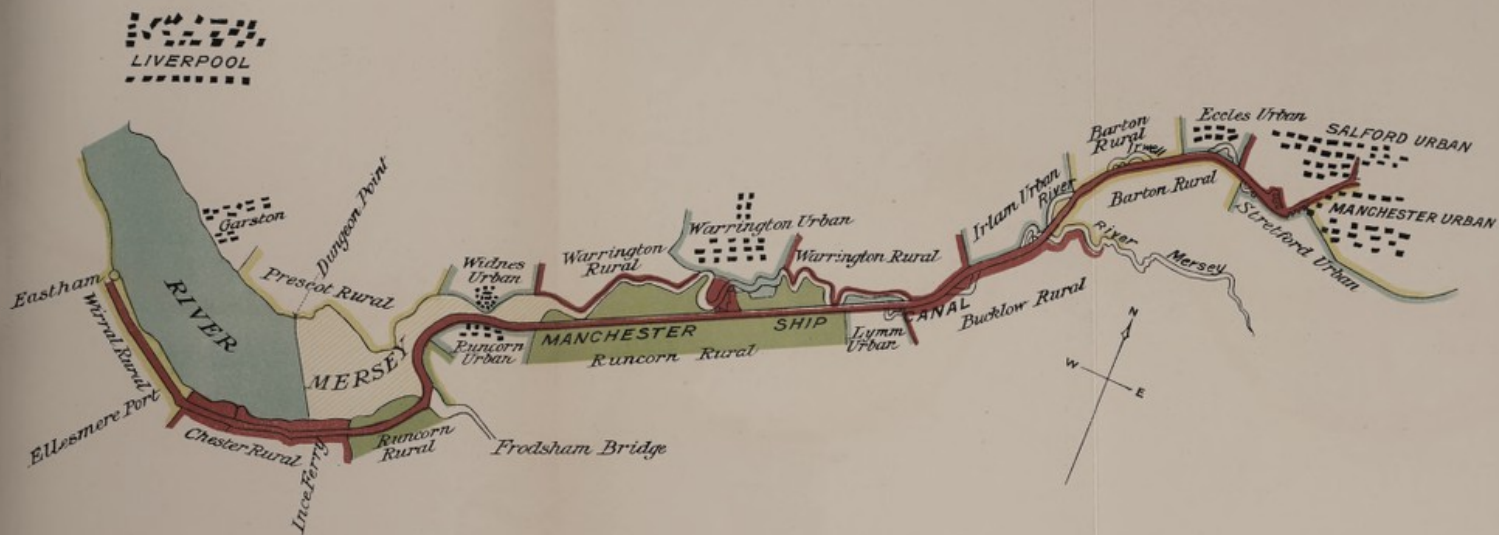 LIVERPOOL
Garston
Dungeon Point
Prescot Rural
Eastham
Wirral Rural
RIVER
MERSEY
Ellesmere Port
Chester Rural
Ince Ferry
Runcorn
Rural
Frodsham Bridge
Widnes
Urban
Runcorn
Urban
Warrington
Rural
Warrington Urban
Warrington Rural
MANCHESTER
SHIP
CANAL
Runcorn Rural
Lymm
Urban
Bucklow Rural
Irlam Urban
River
Irwell
Barton
Rural
Barton Rural
Eccles Urban
SALFORD URBAN
MANCHESTER URBAN
Stretford Urban
River
Mersey
N
W
E